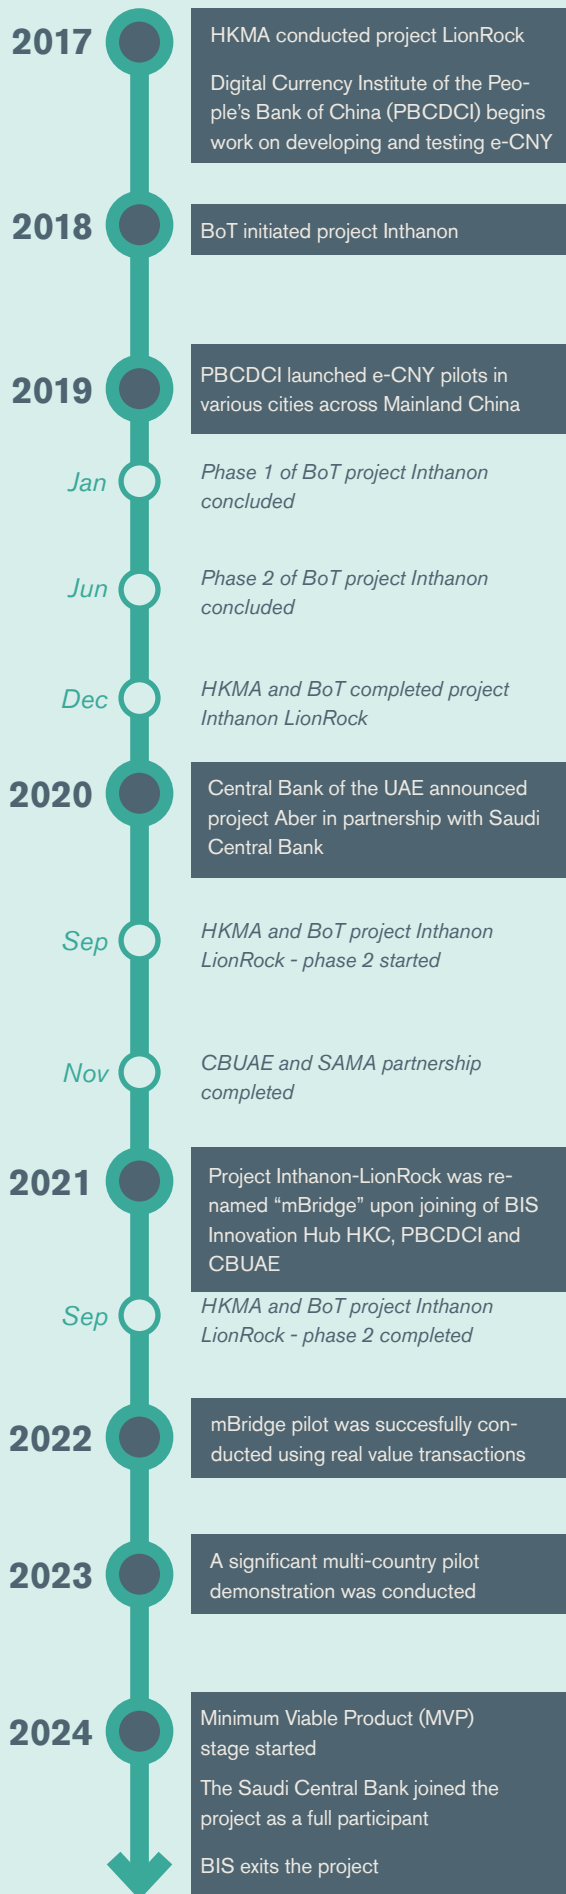 2017
HKMA conducted project LionRock
Digital Currency Institute of the Peo-
ple's Bank of China (PBCDCI) begins
work on developing and testing e-CNY
2018
BoT initiated project Inthanon
2019
PBCDCI launched e-CNY pilots in
various cities across Mainland China
Jan
Phase 1 of BoT project Inthanon
concluded
Jun
Phase 2 of BoT project Inthanon
concluded
Dec
HKMA and BoT completed project
Inthanon LionRock
2020
Central Bank of the UAE announced
project Aber in partnership with Saudi
Central Bank
Sep
HKMA and BoT project Inthanon
LionRock - phase 2 started
Nov
CBUAE and SAMA partnership
completed
2021
Project Inthanon-LionRock was re-
named “mBridge” upon joining of BIS
Innovation Hub HKC, PBCDCI and
CBUAE
Sep
HKMA and BoT project Inthanon
LionRock - phase 2 completed
2022
mBridge pilot was succesfully con-
ducted using real value transactions
2023
A significant multi-country pilot
demonstration was conducted
2024
Minimum Viable Product (MVP)
stage started
The Saudi Central Bank joined the
project as a full participant
BIS exits the project